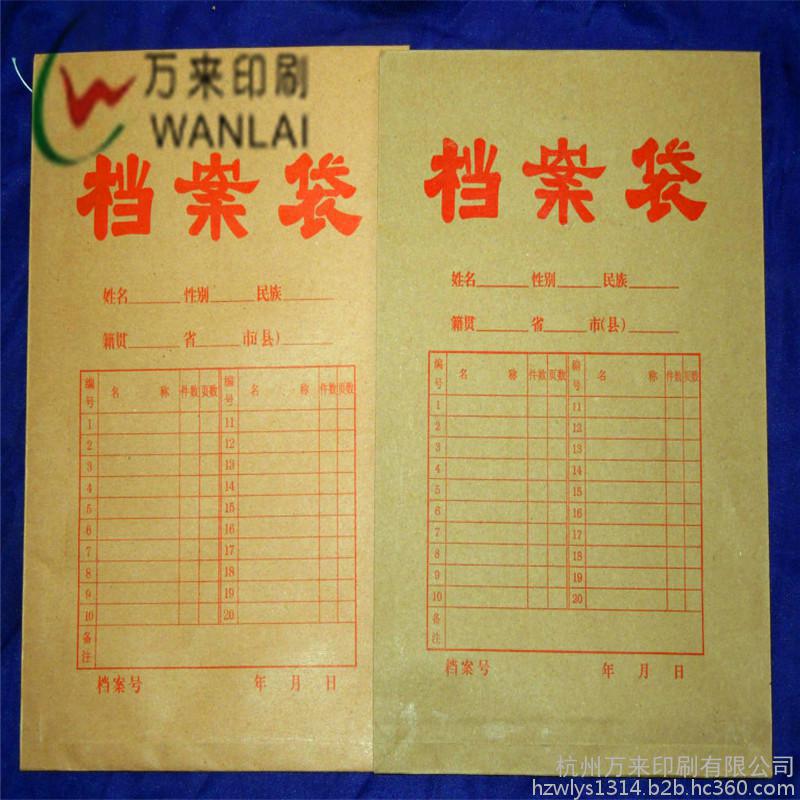 万来印刷
WANLAI
档案袋
姓名 性别 民族
籍贯 省 市(县)
编号 名称 件数 页数 编号 名称 件数 页数
1 11
2 12
3 13
4 14
5 15
6 16
7 17
8 18
9 19
10 20
备注
档案号 年 月 日
档案袋
姓名 性别 民族
籍贯 省 市(县)
编号 名称 件数 页数 编号 名称 件数 页数
1 11
2 12
3 13
4 14
5 15
6 16
7 17
8 18
9 19
10 20
备注
档案号 年 月 日
杭州万来印刷有限公司
hzwlys1314.b2b.hc360.com